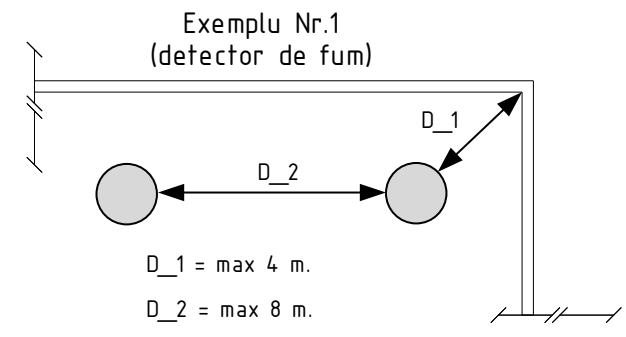 Exemplu Nr.1
(detector de fum)
D_1
D_2
D_1 = max 4 m.
D_2 = max 8 m.